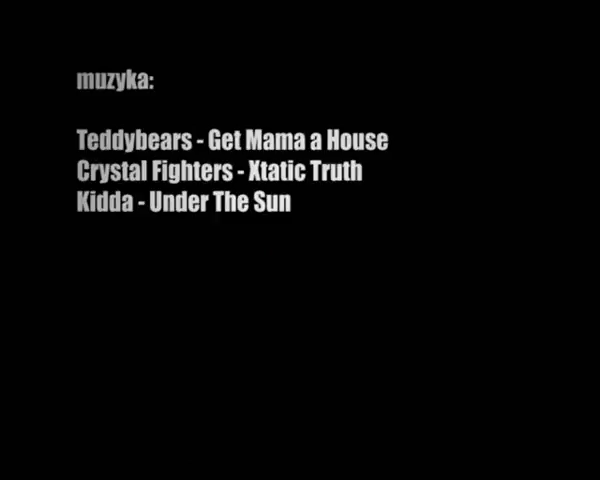 muzyka:
Teddybears - Get Mama a House
Crystal Fighters - Xtatic Truth
Kidda - Under The Sun